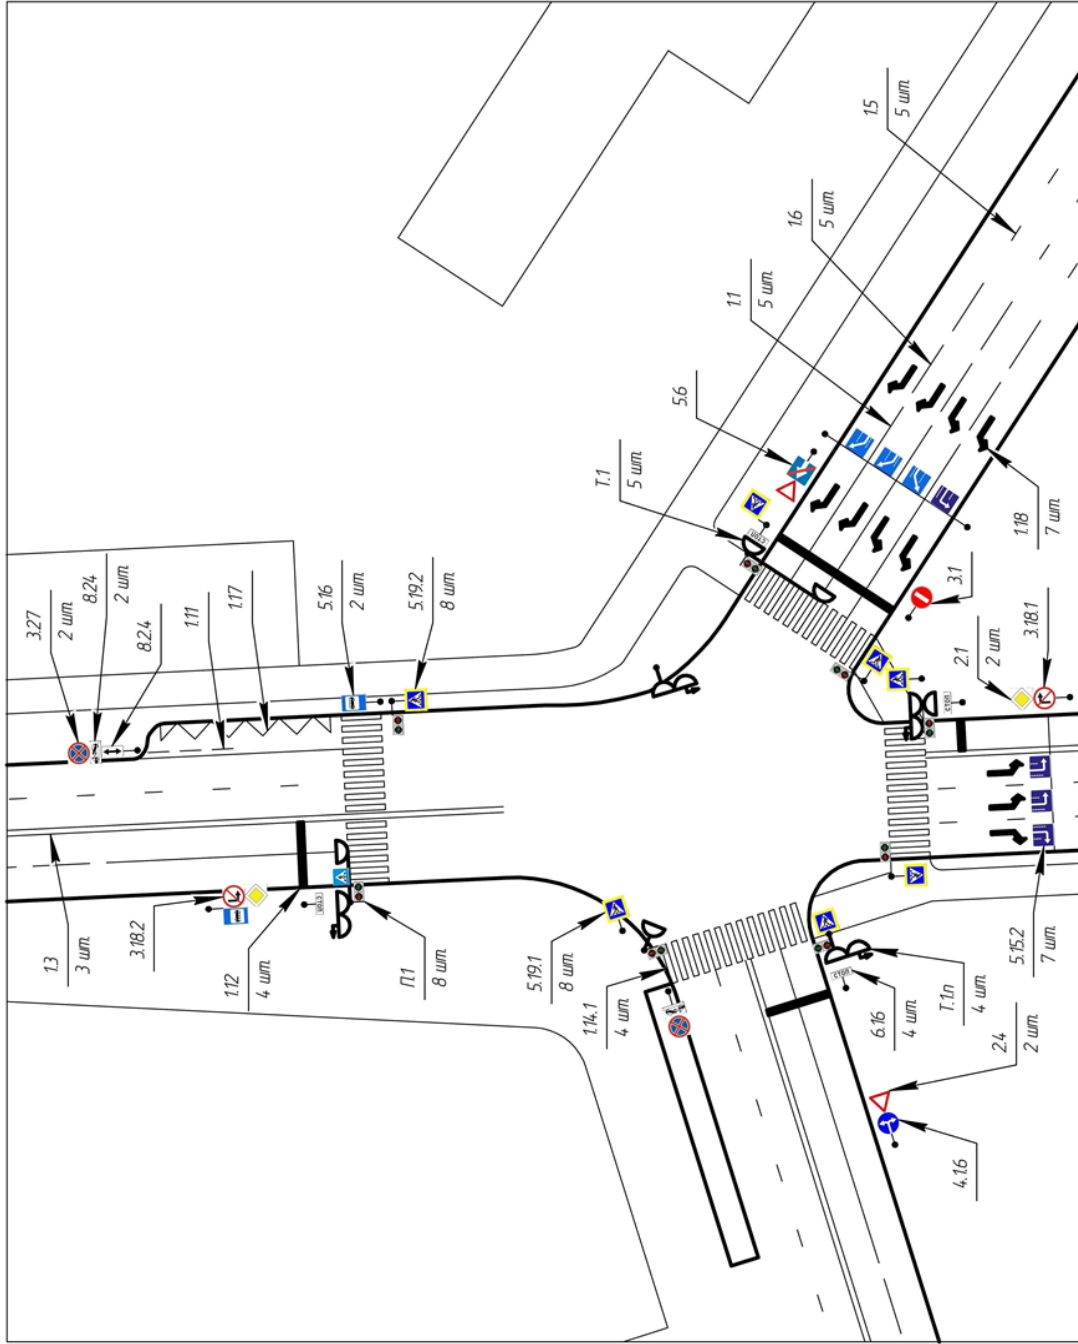 3.27
2 шт.
1.3
3 шт.
8.24
2 шт.
3.18.2
8.2.4
1.11
1.12
4 шт.
1.17
СТОП
5.16
2 шт.
П.1
8 шт.
5.19.2
8 шт.
5.19.1
8 шт.
1.14.1
4 шт.
Т.1
5 шт.
5.6
1.1
5 шт.
СТОП
1.6
5 шт.
СТОП
1.5
5 шт.
6.16
4 шт.
Т.1.п
4 шт.
СТОП
4.1.6
3.1
2.1
2 шт.
2.4
2 шт.
5.15.2
7 шт.
1.18
7 шт.
3.18.1